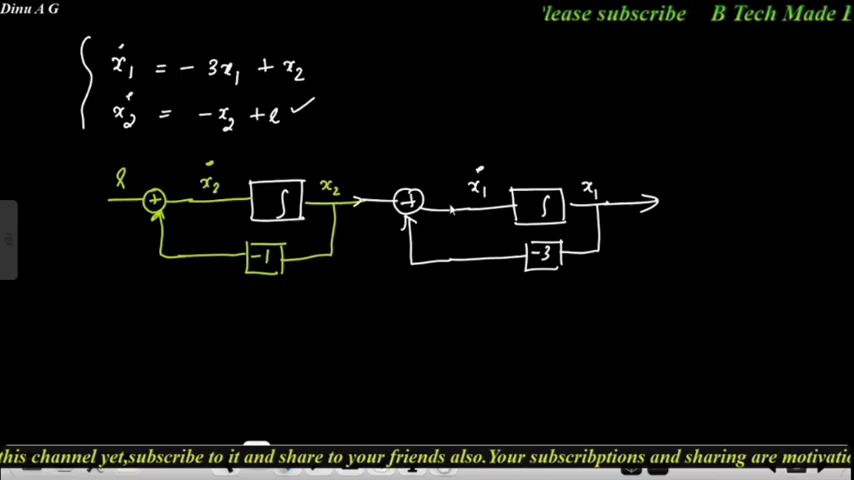 Dinu A G
lease subscribe B Tech Made
ẋ₁ = - 3x₁ + x₂
ẋ₂ = -x₂ + r ✓
r + ẋ₂ ∫ x₂ + ẋ₁ ∫ x₁
-1 -3
this channel yet,subscribe to it and share to your friends also.Your subscribptions and sharing are